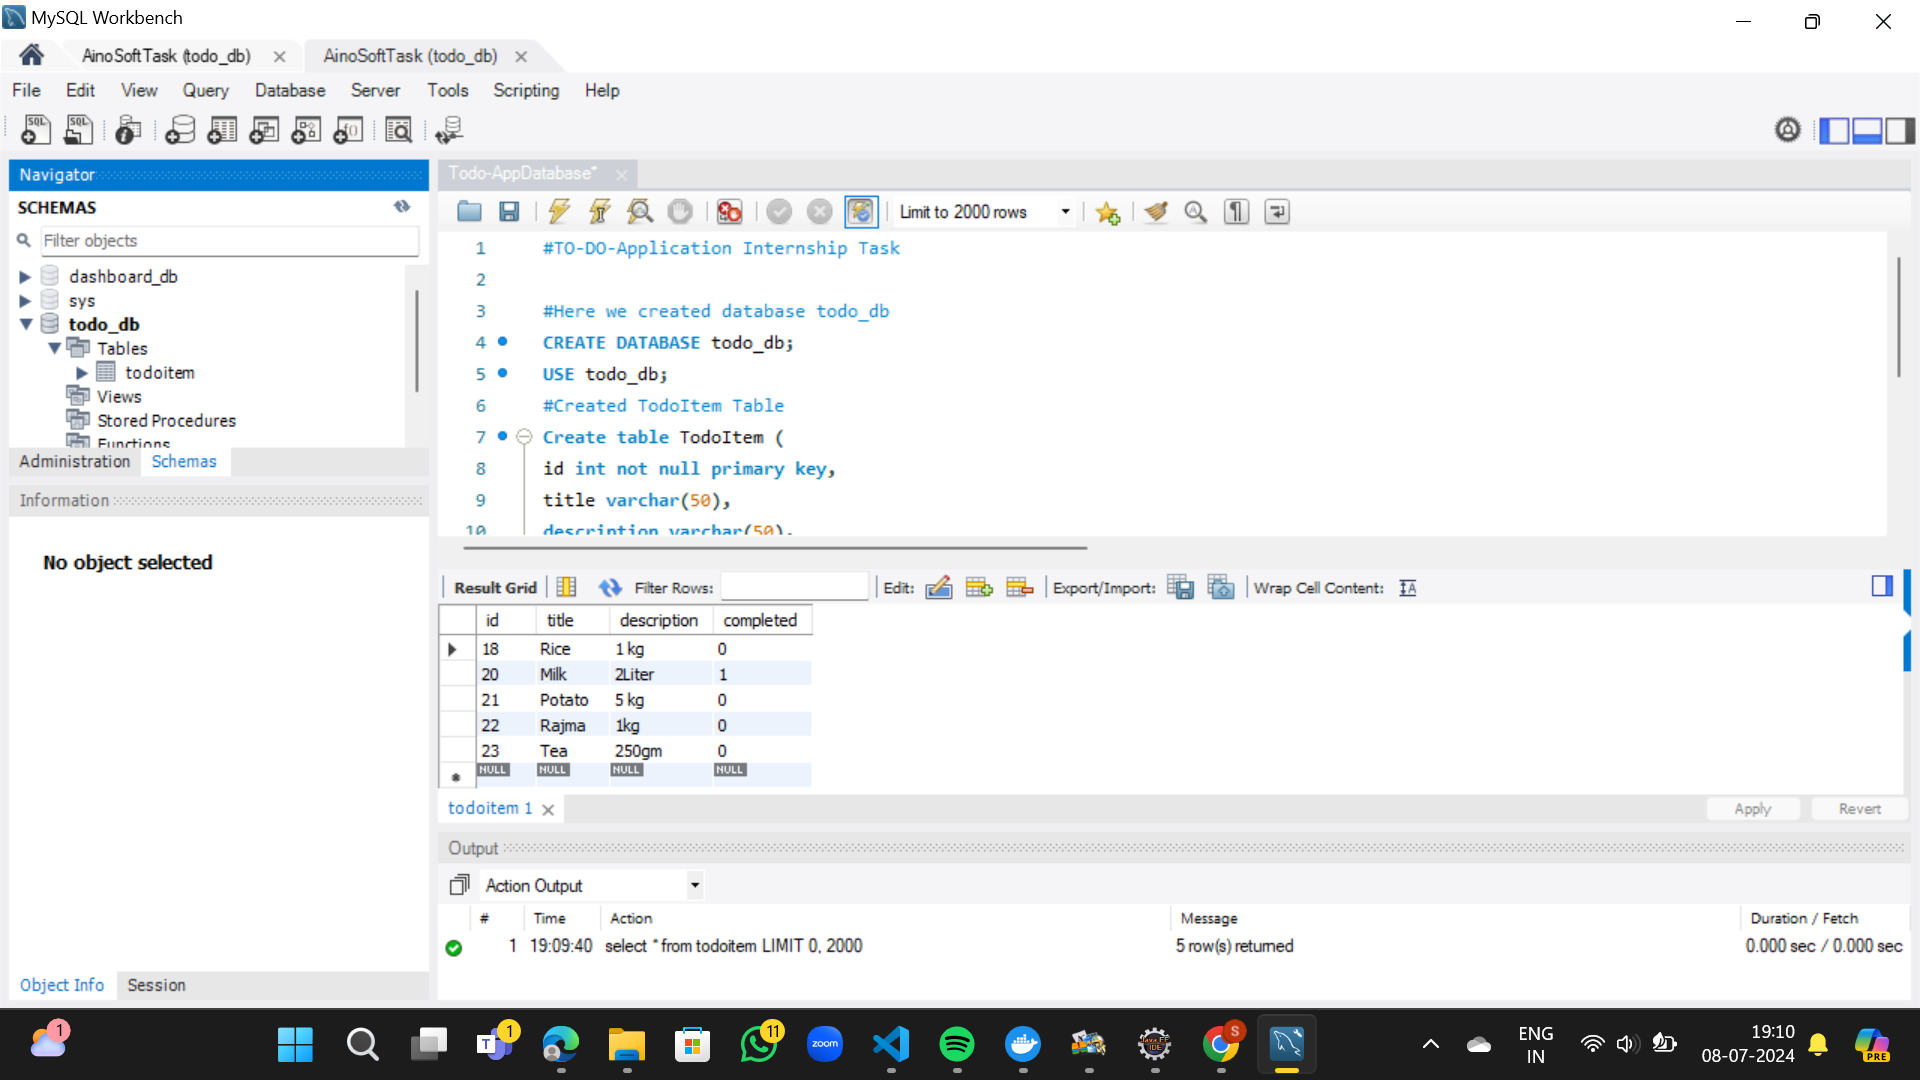 MySQL Workbench
AinoSoftTask (todo_db)
AinoSoftTask (todo_db)
File Edit View Query Database Server Tools Scripting Help
Navigator
SCHEMAS
Filter objects
dashboard_db
sys
todo_db
Tables
todoitem
Views
Stored Procedures
Functions
Administration Schemas
Information
No object selected
Object Info Session
Todo-AppDatabase*
Limit to 2000 rows
1 #TO-DO-Application Internship Task
2
3 #Here we created database todo_db
4 CREATE DATABASE todo_db;
5 USE todo_db;
6 #Created TodoItem Table
7 Create table TodoItem (
8 id int not null primary key,
9 title varchar(50),
10 description varchar(50),
Result Grid Filter Rows: Edit: Export/Import: Wrap Cell Content:
id title description completed
18 Rice 1 kg 0
20 Milk 2Liter 1
21 Potato 5 kg 0
22 Rajma 1kg 0
23 Tea 250gm 0
NULL NULL NULL NULL
todoitem 1
Apply Revert
Output
Action Output
# Time Action Message Duration / Fetch
1 19:09:40 select * from todoitem LIMIT 0, 2000 5 row(s) returned 0.000 sec / 0.000 sec
1
1
11
zoom
S
ENG
IN
19:10
08-07-2024
PRE